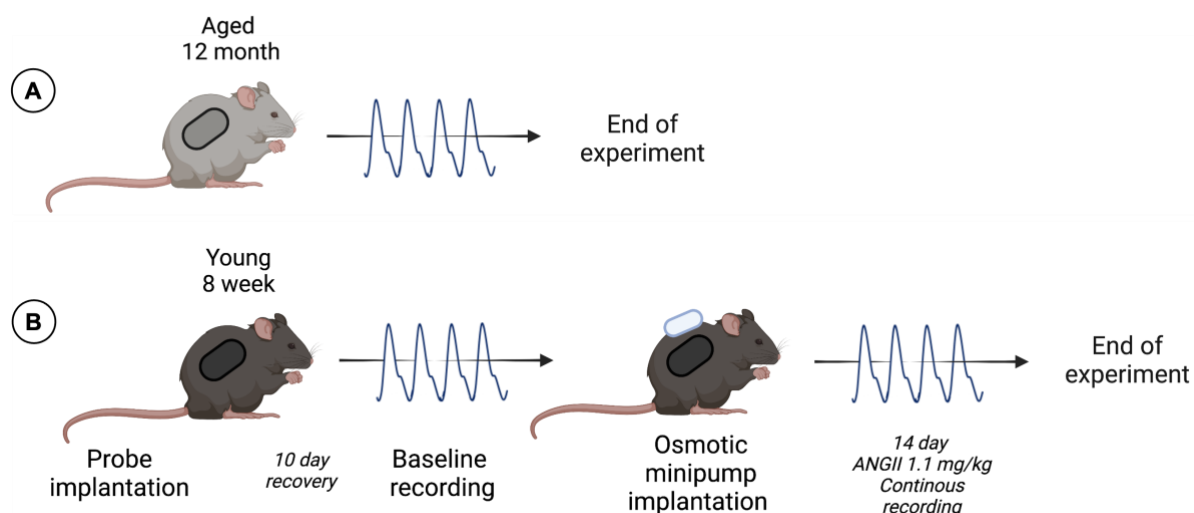 Aged
12 month
A
End of
experiment
Young
8 week
B
End of
experiment
Probe
implantation
10 day
recovery
Baseline
recording
Osmotic
minipump
implantation
14 day
ANGII 1.1 mg/kg
Continous
recording